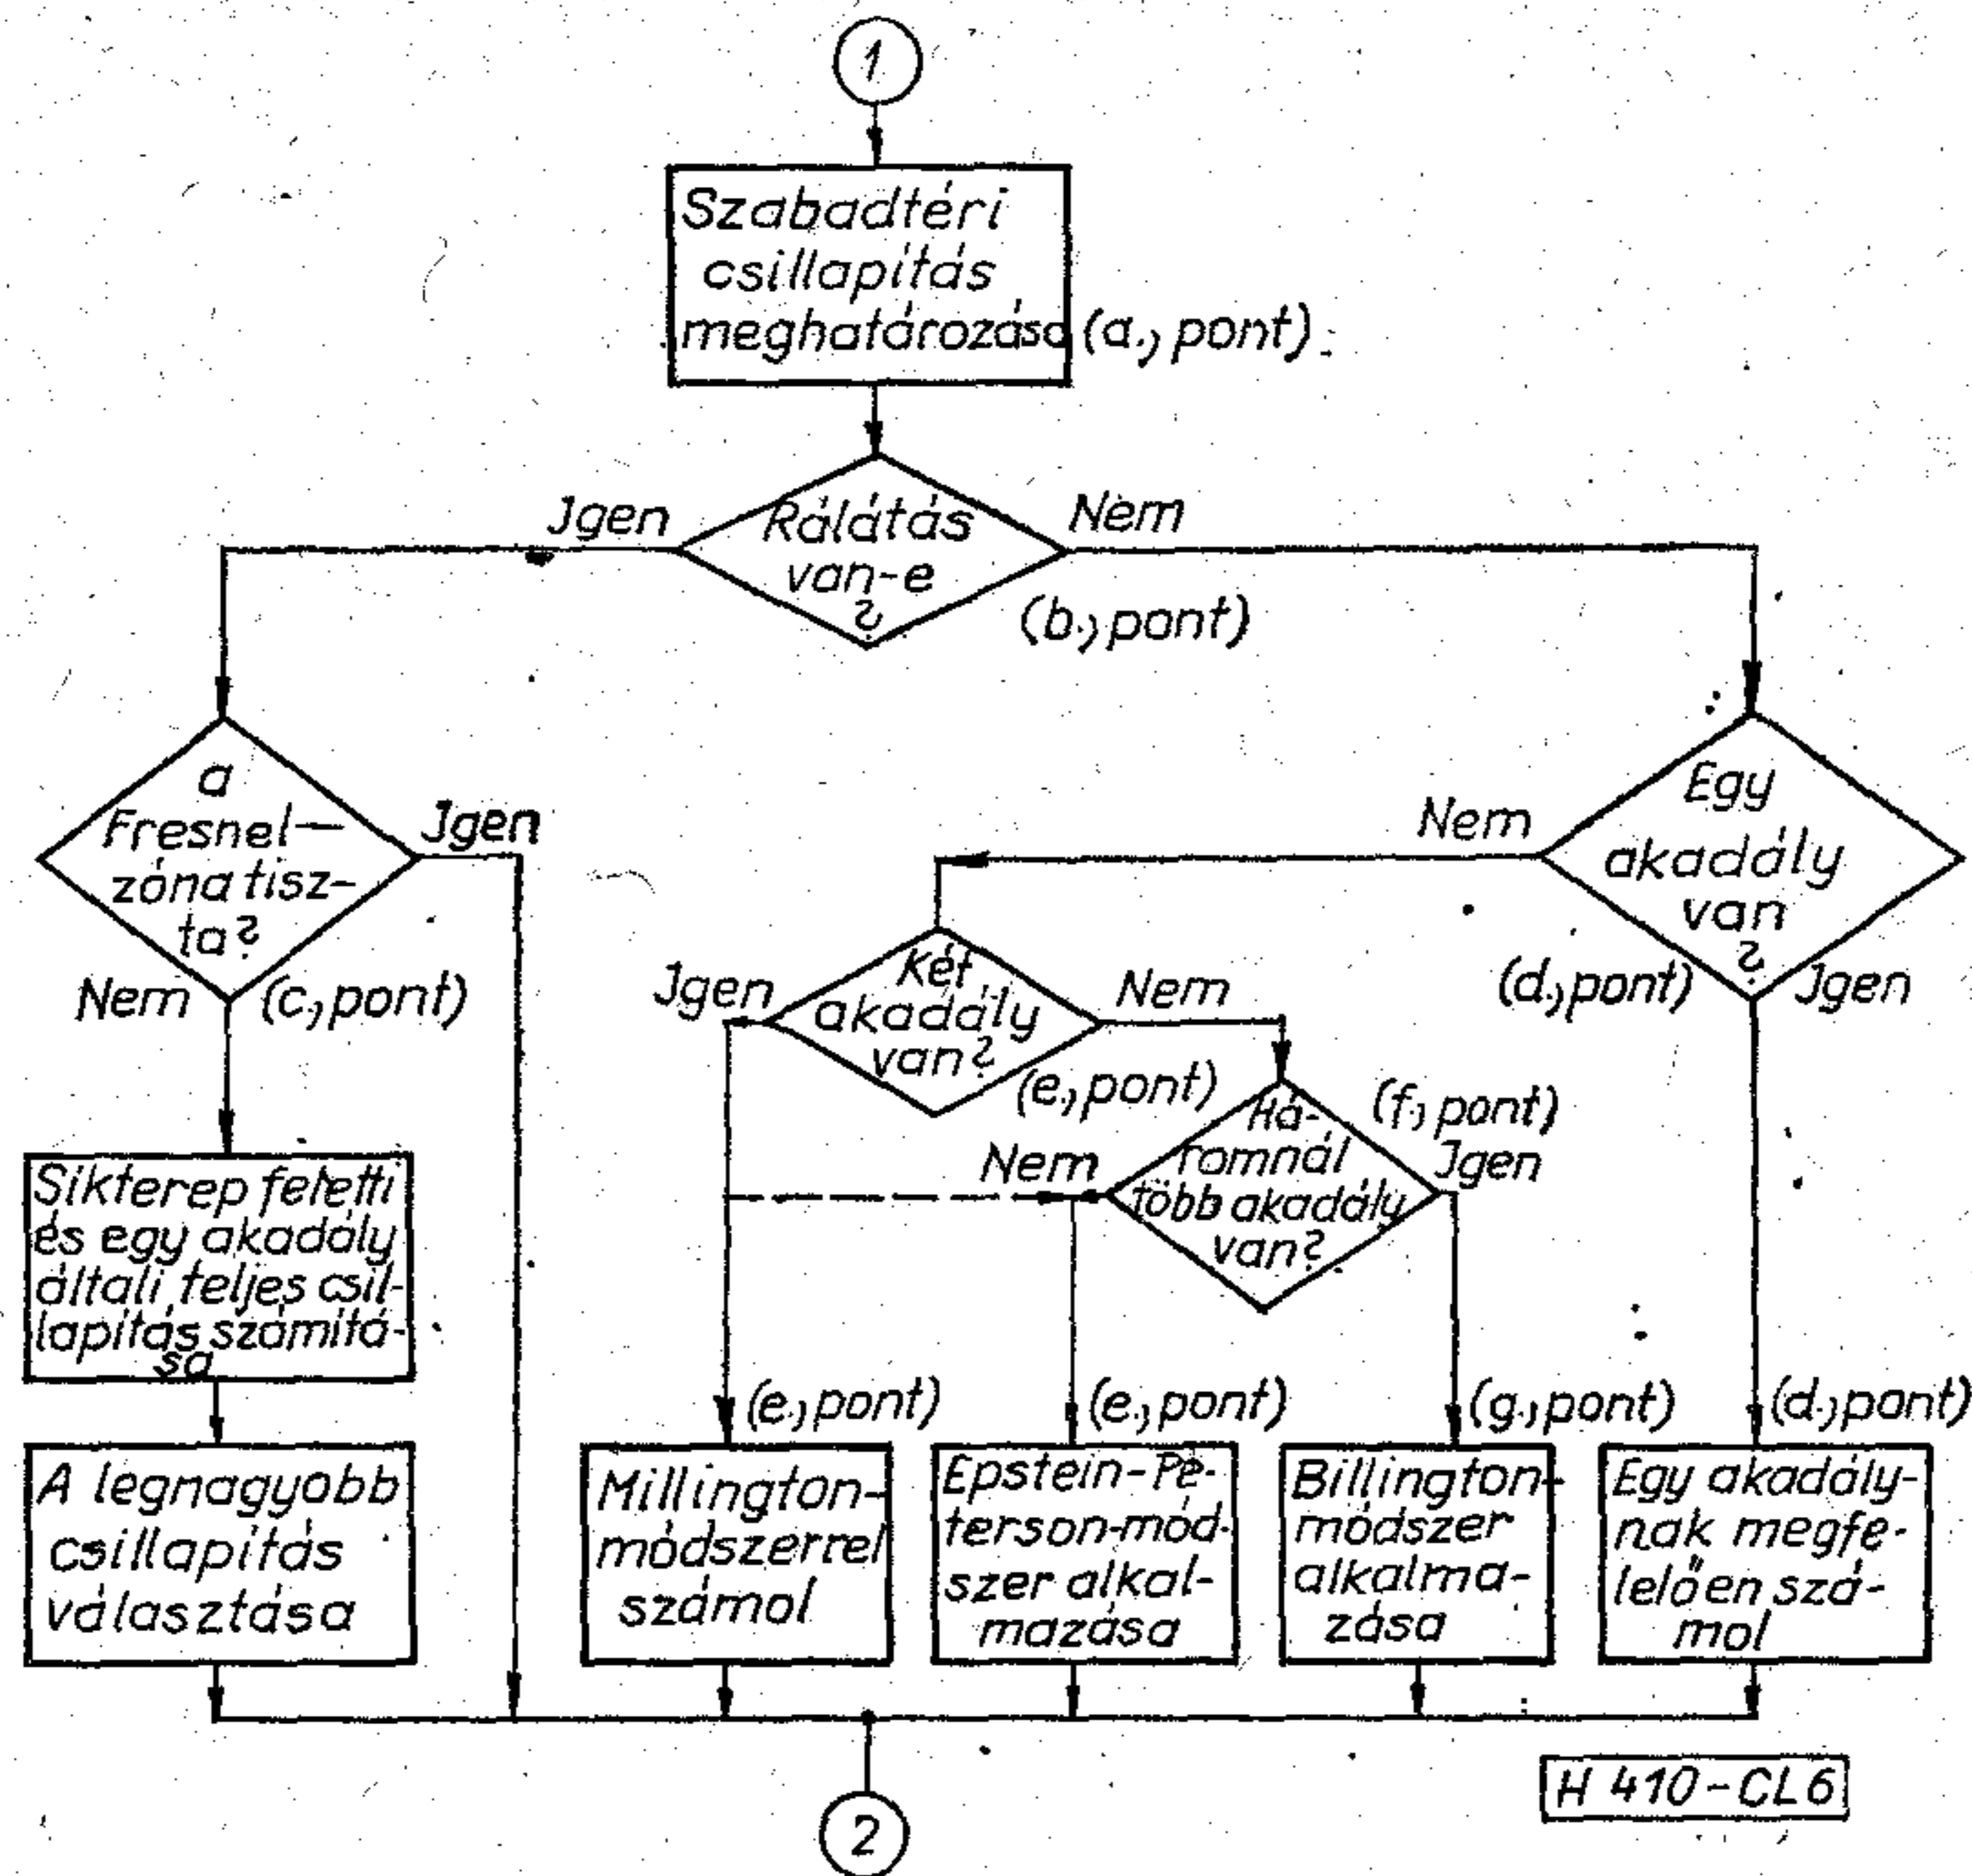 1
Szabadtéri
csillapítás
meghatározása (a., pont)
Jgen
Rálátás
van-e
?
Nem
(b., pont)
a
Fresnel-
zóna tisz-
ta?
Jgen
Nem
(c., pont)
Egy
akadály
van
?
Nem
(d., pont)
Jgen
Két
akadály
van?
Jgen
Nem
(e., pont)
Há-
romnál
több akadály
van?
(f., pont)
Nem
Jgen
Sikterep feletti
és egy akadály
általi teljes csil-
lapítás számítá-
sa
(e., pont)
(e., pont)
(g., pont)
(d., pont)
A legnagyobb
csillapítás
választása
Millington-
módszerrel
számol
Epstein-Pe-
terson-mód-
szer alkal-
mazása
Billington-
módszer
alkalma-
zása
Egy akadály-
nak megfe-
lelően szá-
mol
2
H 410-CL6